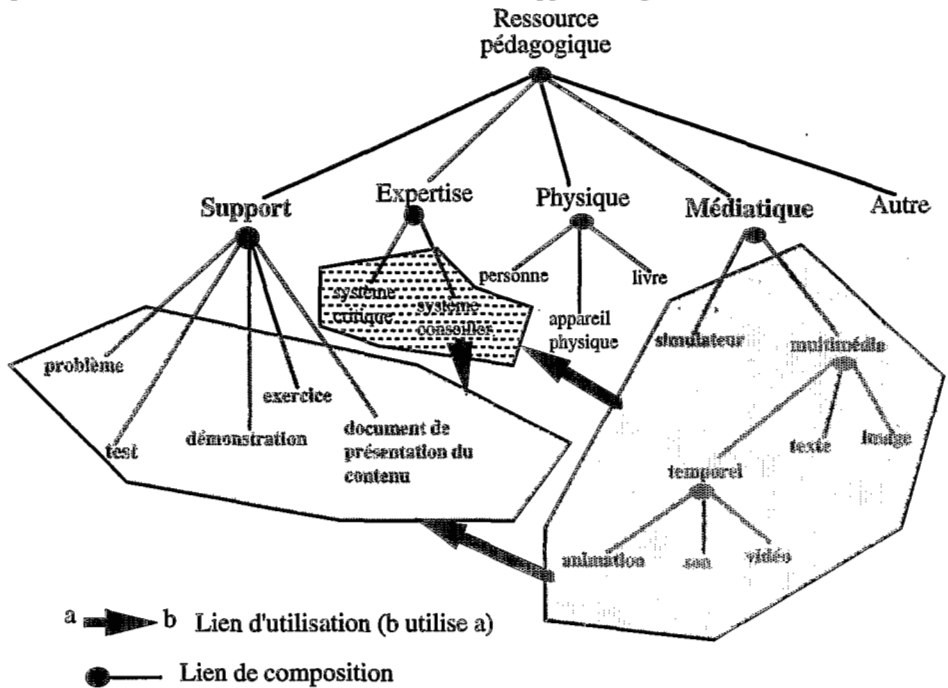 Ressource
pédagogique
Support
Expertise
Physique
Médiatique
Autre
personne
livre
appareil
physique
système
critique
système
conseiller
simulateur
multimédia
problème
exercice
test
démonstration
document de
présentation du
contenu
temporel
texte
image
animation
son
vidéo
a b Lien d'utilisation (b utilise a)
Lien de composition